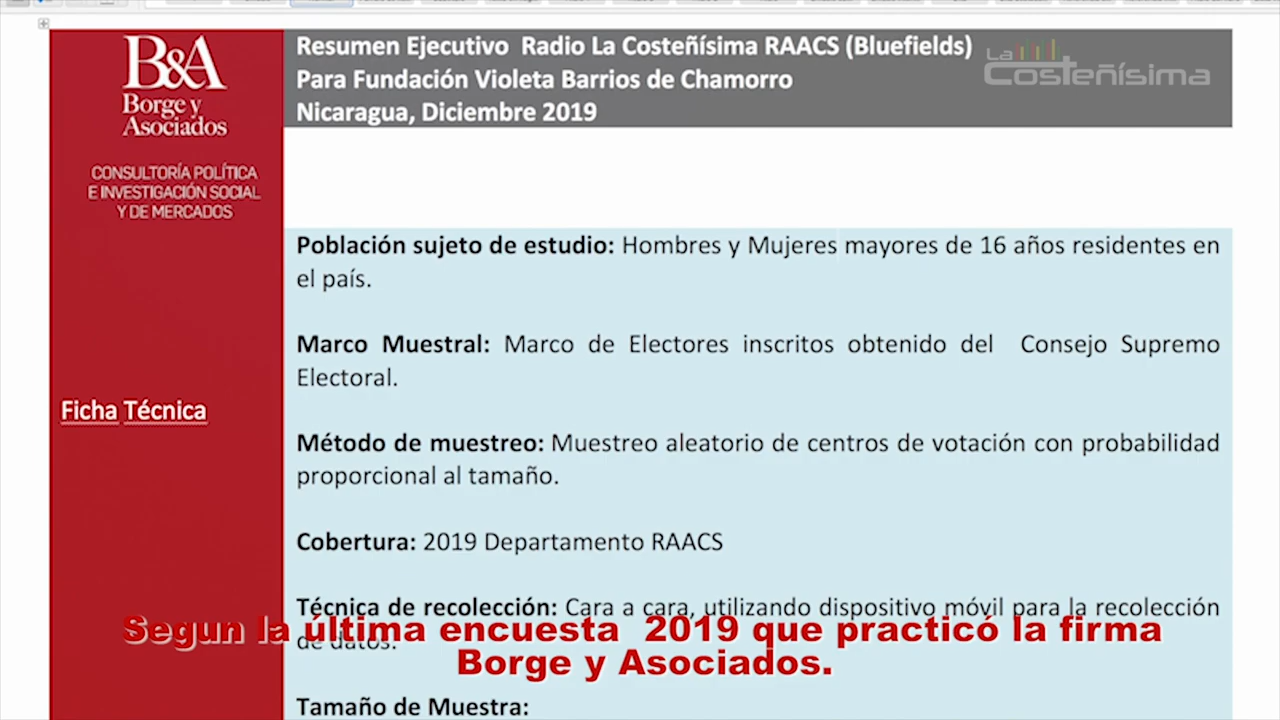 B&A
Borge y
Asociados
CONSULTORÍA POLÍTICA
E INVESTIGACIÓN SOCIAL
Y DE MERCADOS
Resumen Ejecutivo Radio La Costeñísima RAACS (Bluefields)
Para Fundación Violeta Barrios de Chamorro
Nicaragua, Diciembre 2019
La
Costeñísima
Ficha Técnica
Población sujeto de estudio: Hombres y Mujeres mayores de 16 años residentes en
el país.
Marco Muestral: Marco de Electores inscritos obtenido del Consejo Supremo
Electoral.
Método de muestreo: Muestreo aleatorio de centros de votación con probabilidad
proporcional al tamaño.
Cobertura: 2019 Departamento RAACS
Técnica de recolección: Cara a cara, utilizando dispositivo móvil para la recolección
de datos.
Segun la última encuesta 2019 que practicó la firma
Borge y Asociados.
Tamaño de Muestra: